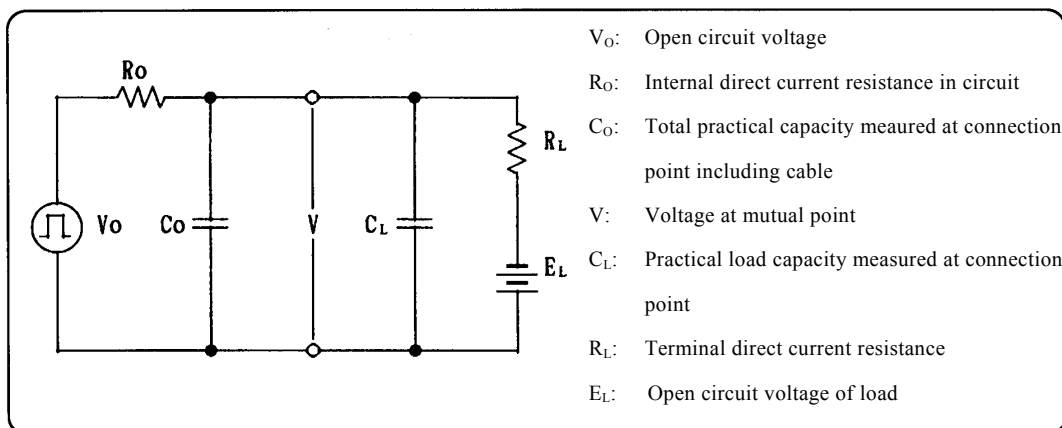 Ro
Vo
Co
V
CL
RL
EL
VO: Open circuit voltage
RO: Internal direct current resistance in circuit
CO: Total practical capacity meaured at connection
point including cable
V: Voltage at mutual point
CL: Practical load capacity measured at connection
point
RL: Terminal direct current resistance
EL: Open circuit voltage of load